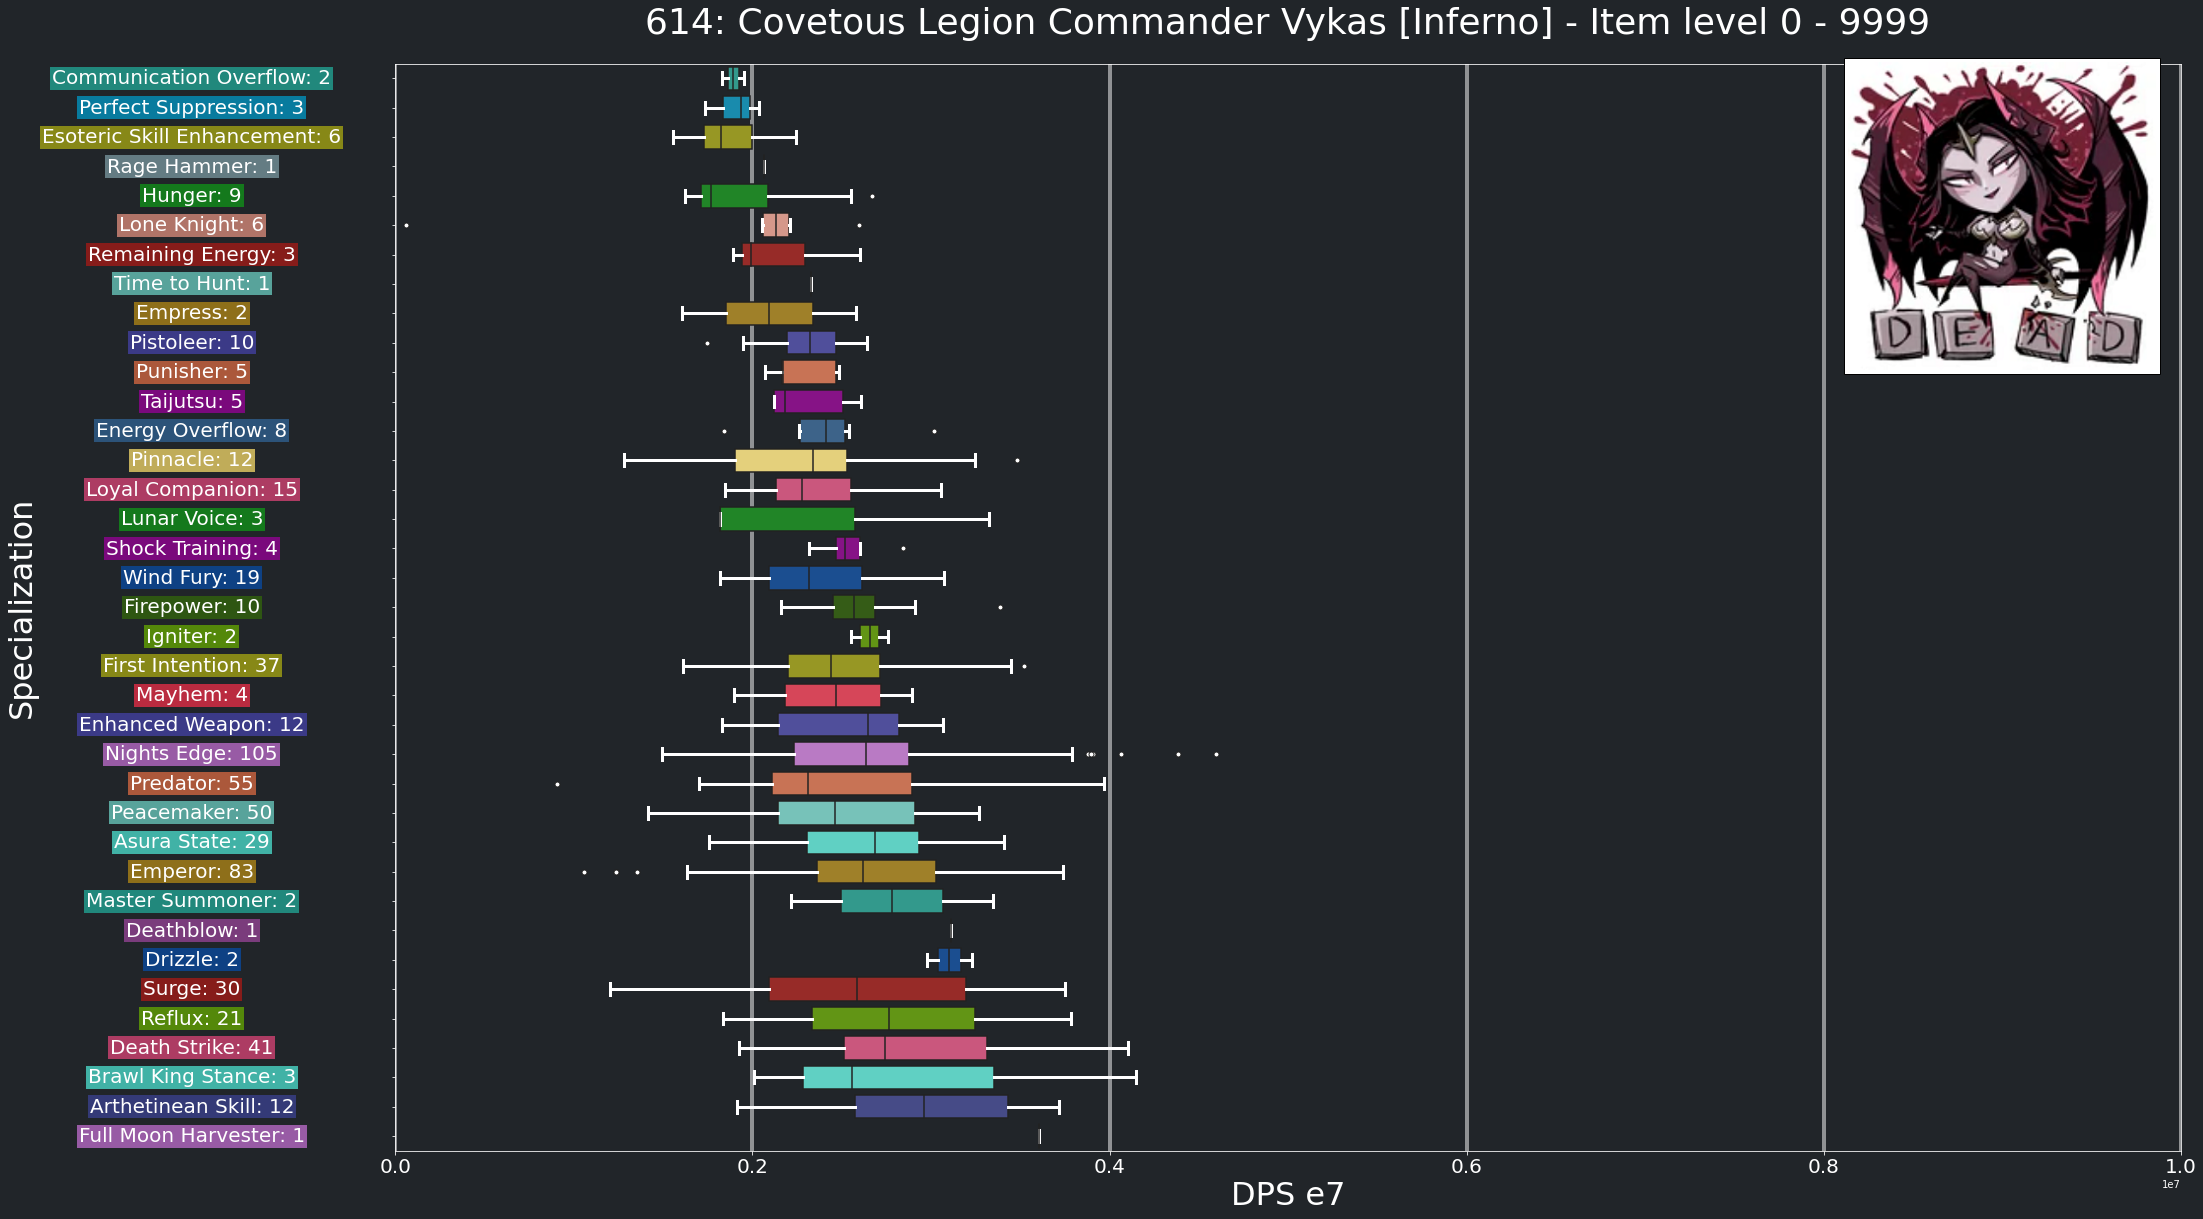 614: Covetous Legion Commander Vykas [Inferno] - Item level 0 - 9999
Communication Overflow: 2
Perfect Suppression: 3
Esoteric Skill Enhancement: 6
Rage Hammer: 1
Hunger: 9
Lone Knight: 6
Remaining Energy: 3
Time to Hunt: 1
Empress: 2
Pistoleer: 10
Punisher: 5
Taijutsu: 5
Energy Overflow: 8
Pinnacle: 12
Loyal Companion: 15
Lunar Voice: 3
Shock Training: 4
Wind Fury: 19
Firepower: 10
Igniter: 2
First Intention: 37
Mayhem: 4
Enhanced Weapon: 12
Nights Edge: 105
Predator: 55
Peacemaker: 50
Asura State: 29
Emperor: 83
Master Summoner: 2
Deathblow: 1
Drizzle: 2
Surge: 30
Reflux: 21
Death Strike: 41
Brawl King Stance: 3
Arthetinean Skill: 12
Full Moon Harvester: 1
Specialization
0.0 0.2 0.4 0.6 0.8 1.0
1e7
DPS e7
D E A D